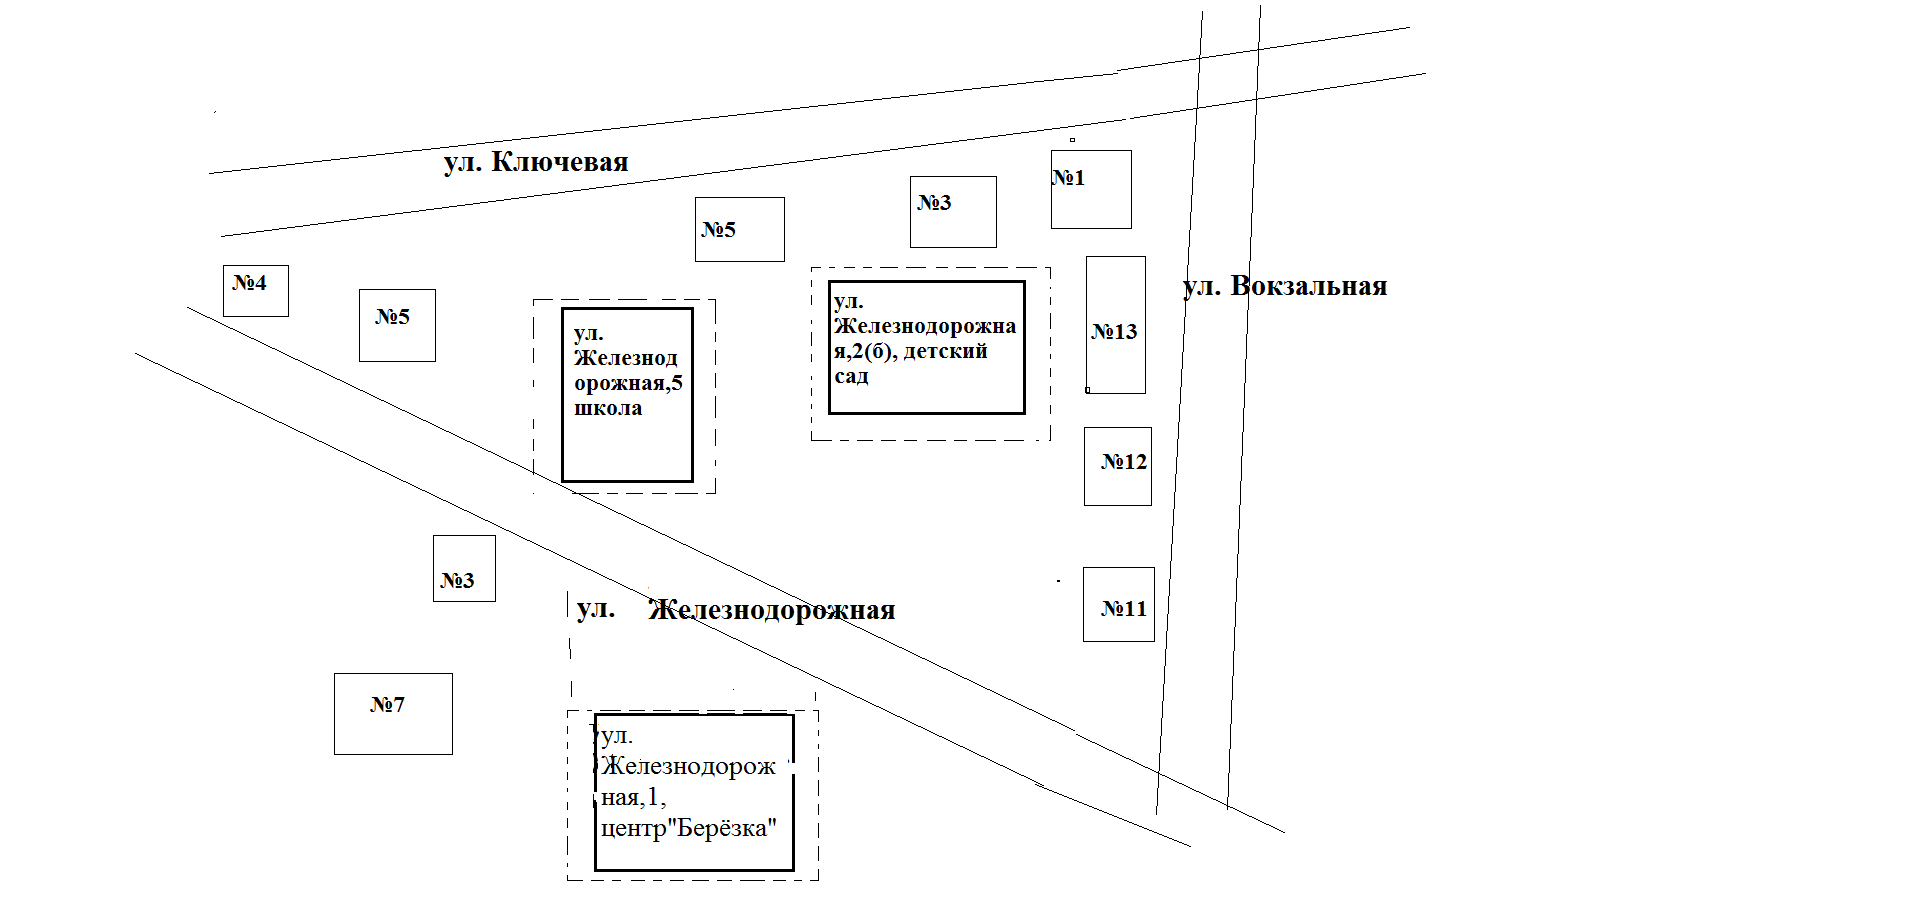 ул. Ключевая
№1
№3
№5
№4
№5
ул. Вокзальная
ул.
Железнод
орожная,5
школа
ул.
Железнодорожна
я,2(б), детский
сад
№13
№12
№3
ул. Железнодорожная
№11
№7
ул.
Железнодорож
ная,1,
центр"Берёзка"